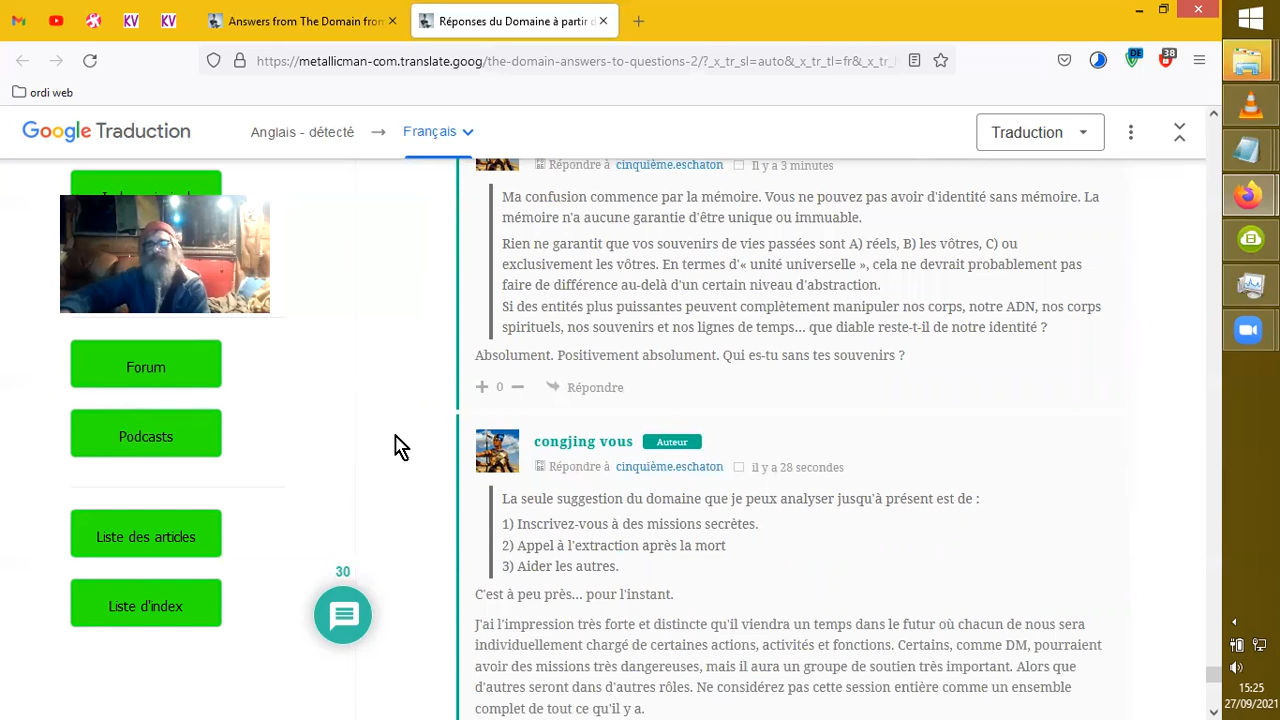 Answers from The Domain from
Réponses du Domaine à partir d
https://metallicman-com.translate.goog/the-domain-answers-to-questions-2/?_x_tr_sl=auto&_x_tr_tl=fr&_x_tr_
DE
38
ordi web
Google Traduction
Anglais - détecté
Français
Traduction
Répondre à cinquième.eschaton Il y a 3 minutes
Ma confusion commence par la mémoire. Vous ne pouvez pas avoir d'identité sans mémoire. La
mémoire n'a aucune garantie d'être unique ou immuable.
Rien ne garantit que vos souvenirs de vies passées sont A) réels, B) les vôtres, C) ou
exclusivement les vôtres. En termes d'« unité universelle », cela ne devrait probablement pas
faire de différence au-delà d'un certain niveau d'abstraction.
Si des entités plus puissantes peuvent complètement manipuler nos corps, notre ADN, nos corps
spirituels, nos souvenirs et nos lignes de temps... que diable reste-t-il de notre identité ?
Absolument. Positivement absolument. Qui es-tu sans tes souvenirs ?
0
Répondre
Forum
Podcasts
Liste des articles
Liste d'index
30
congjing vous Auteur
Répondre à cinquième.eschaton il y a 28 secondes
La seule suggestion du domaine que je peux analyser jusqu'à présent est de :
1) Inscrivez-vous à des missions secrètes.
2) Appel à l'extraction après la mort
3) Aider les autres.
C'est à peu près... pour l'instant.
J'ai l'impression très forte et distincte qu'il viendra un temps dans le futur où chacun de nous sera
individuellement chargé de certaines actions, activités et fonctions. Certains, comme DM, pourraient
avoir des missions très dangereuses, mais il aura un groupe de soutien très important. Alors que
d'autres seront dans d'autres rôles. Ne considérez pas cette session entière comme un ensemble
complet de tout ce qu'il y a.
15:25
27/09/2021